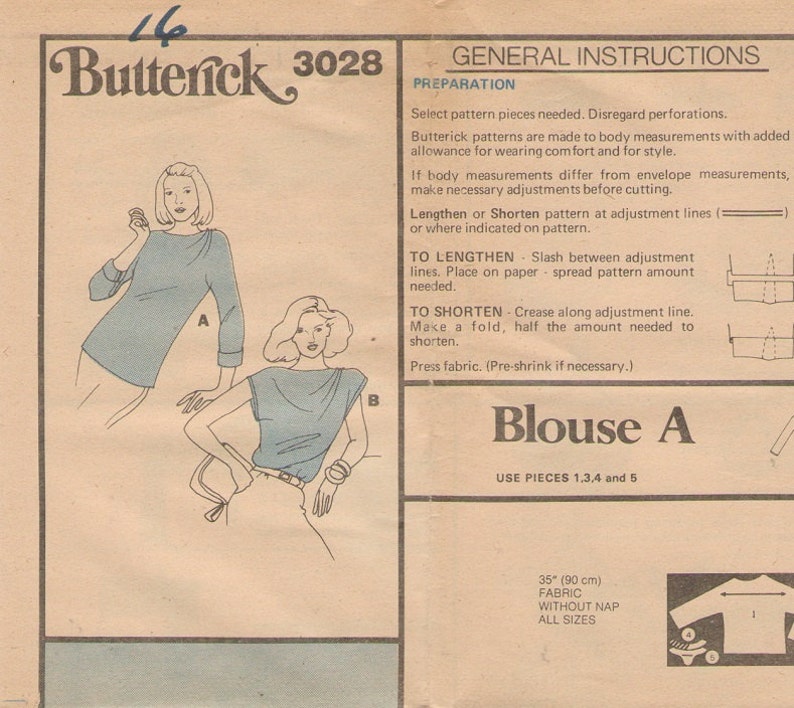 16
Butterick 3028
A
B
GENERAL INSTRUCTIONS
PREPARATION
Select pattern pieces needed. Disregard perforations.
Butterick patterns are made to body measurements with added
allowance for wearing comfort and for style.
If body measurements differ from envelope measurements,
make necessary adjustments before cutting.
Lengthen or Shorten pattern at adjustment lines (═══)
or where indicated on pattern.
TO LENGTHEN - Slash between adjustment
lines. Place on paper - spread pattern amount
needed.
TO SHORTEN - Crease along adjustment line.
Make a fold, half the amount needed to
shorten.
Press fabric. (Pre-shrink if necessary.)
Blouse A
USE PIECES 1,3,4 and 5
35" (90 cm)
FABRIC
WITHOUT NAP
ALL SIZES
1
4
5